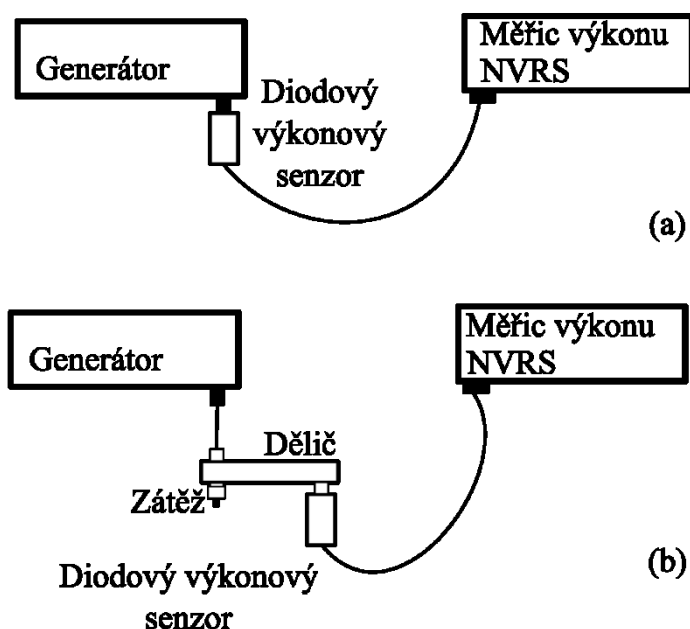 Generátor
Diodový
výkonový
senzor
Měřic výkonu
NVRS
(a)
Generátor
Měřic výkonu
NVRS
Dělič
Zátěž
Diodový výkonový
senzor
(b)